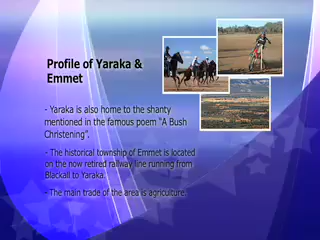 Profile of Yaraka &
Emmet
- Yaraka is also home to the shanty
mentioned in the famous poem "A Bush
Christening".
- The historical township of Emmet is located
on the now retired railway line running from
Blackall to Yaraka.
- The main trade of the area is agriculture.